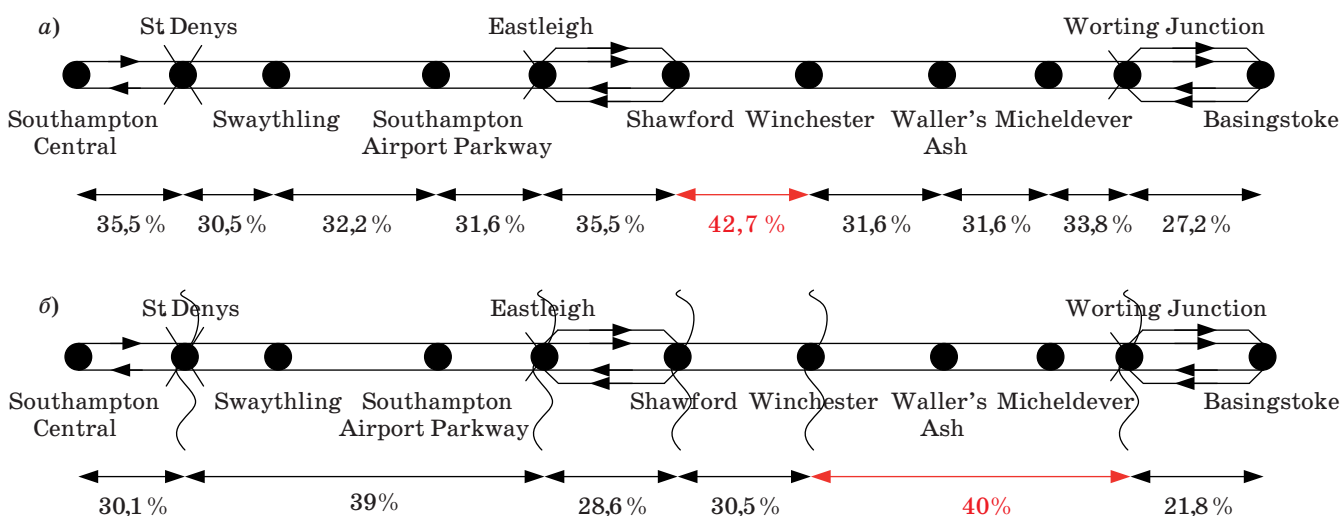 а)
St Denys
Eastleigh
Worting Junction
Southampton
Central
Swaythling
Southampton
Airport Parkway
Shawford
Winchester
Waller's
Ash
Micheldever
Basingstoke
35,5 %
30,5 %
32,2 %
31,6 %
35,5 %
42,7 %
31,6 %
31,6 %
33,8 %
27,2 %
б)
St Denys
Eastleigh
Worting Junction
Southampton
Central
Swaythling
Southampton
Airport Parkway
Shawford
Winchester
Waller's
Ash
Micheldever
Basingstoke
30,1 %
39 %
28,6 %
30,5 %
40%
21,8 %